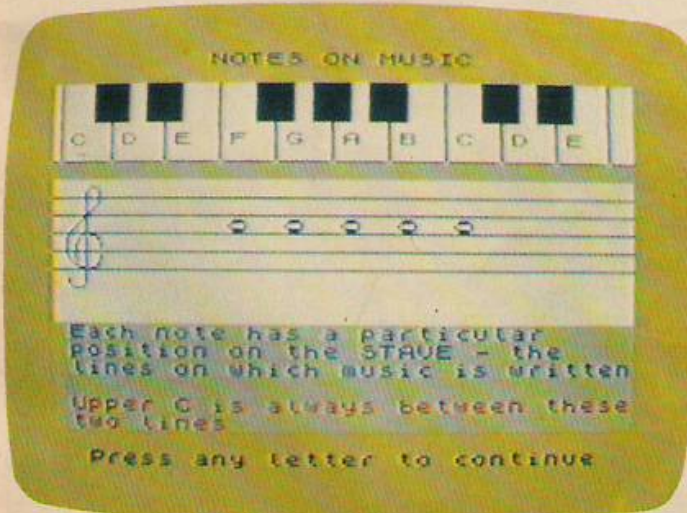 NOTES ON MUSIC
C D E F G A B C D E
Each note has a particular
position on the STAVE - the
lines on which music is written
Upper C is always between these
two lines
Press any letter to continue